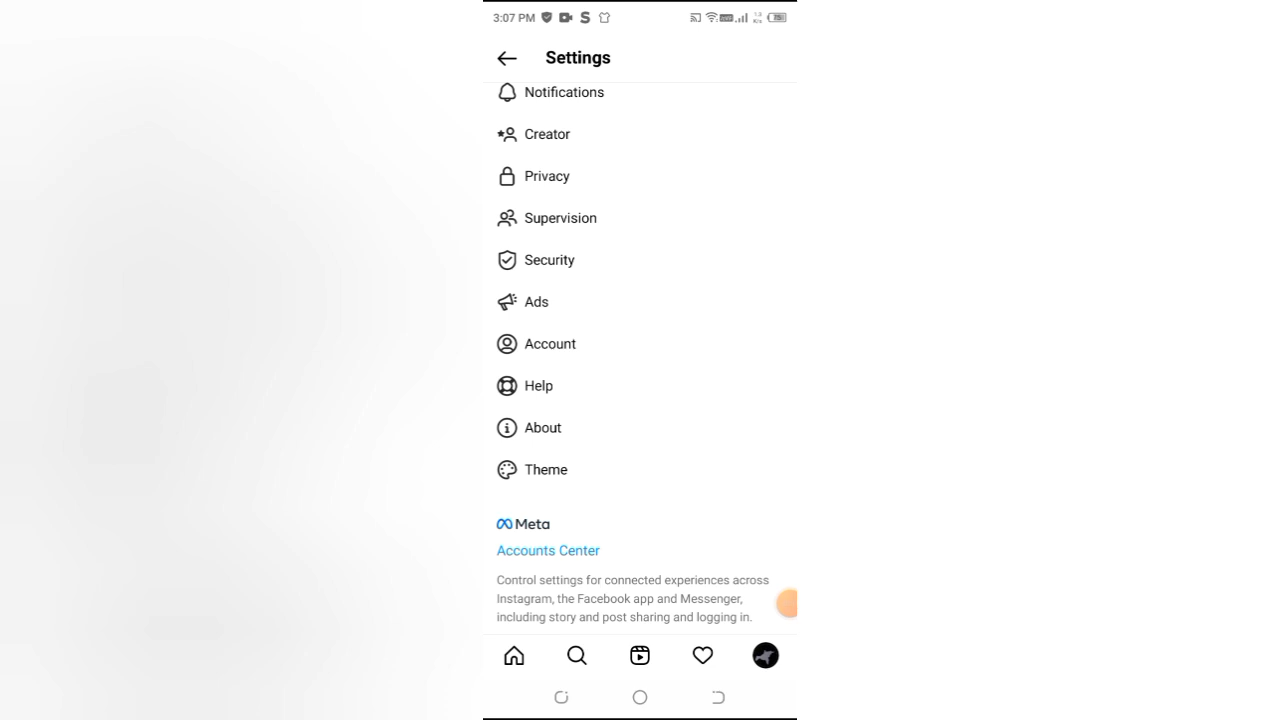 3:07 PM
Settings
Notifications
Creator
Privacy
Supervision
Security
Ads
Account
Help
About
Theme
Meta
Accounts Center
Control settings for connected experiences across
Instagram, the Facebook app and Messenger,
including story and post sharing and logging in.